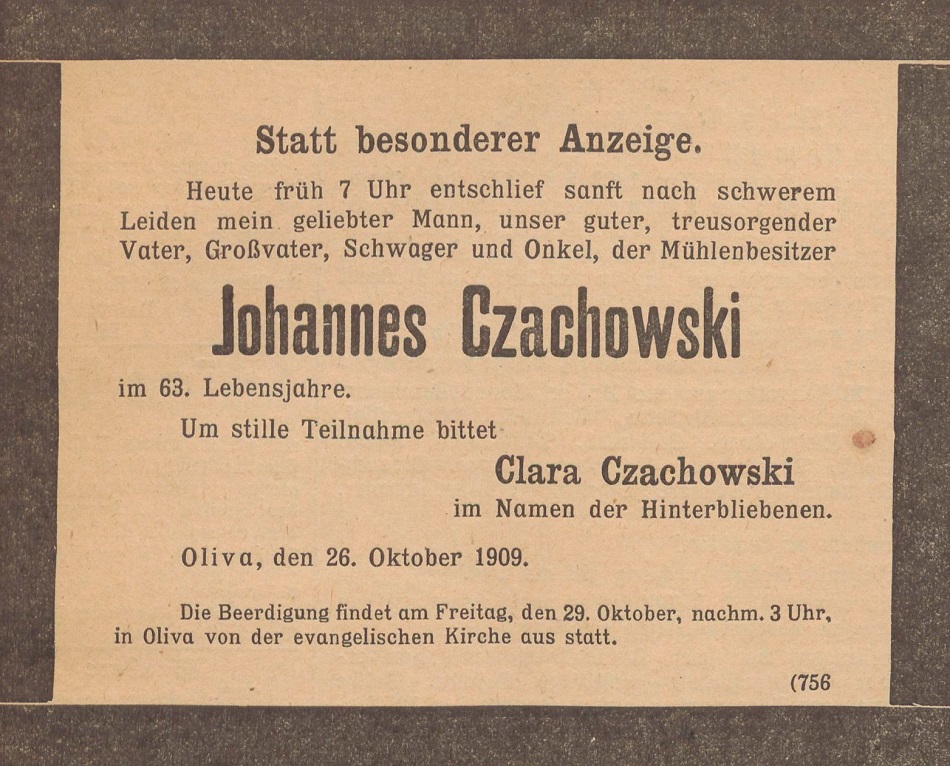 Statt besonderer Anzeige.
Heute früh 7 Uhr entschlief sanft nach schwerem
Leiden mein geliebter Mann, unser guter, treusorgender
Vater, Großvater, Schwager und Onkel, der Mühlenbesitzer
Johannes Czachowski
im 63. Lebensjahre.
Um stille Teilnahme bittet
Clara Czachowski
im Namen der Hinterbliebenen.
Oliva, den 26. Oktober 1909.
Die Beerdigung findet am Freitag, den 29. Oktober, nachm. 3 Uhr,
in Oliva von der evangelischen Kirche aus statt.
(756